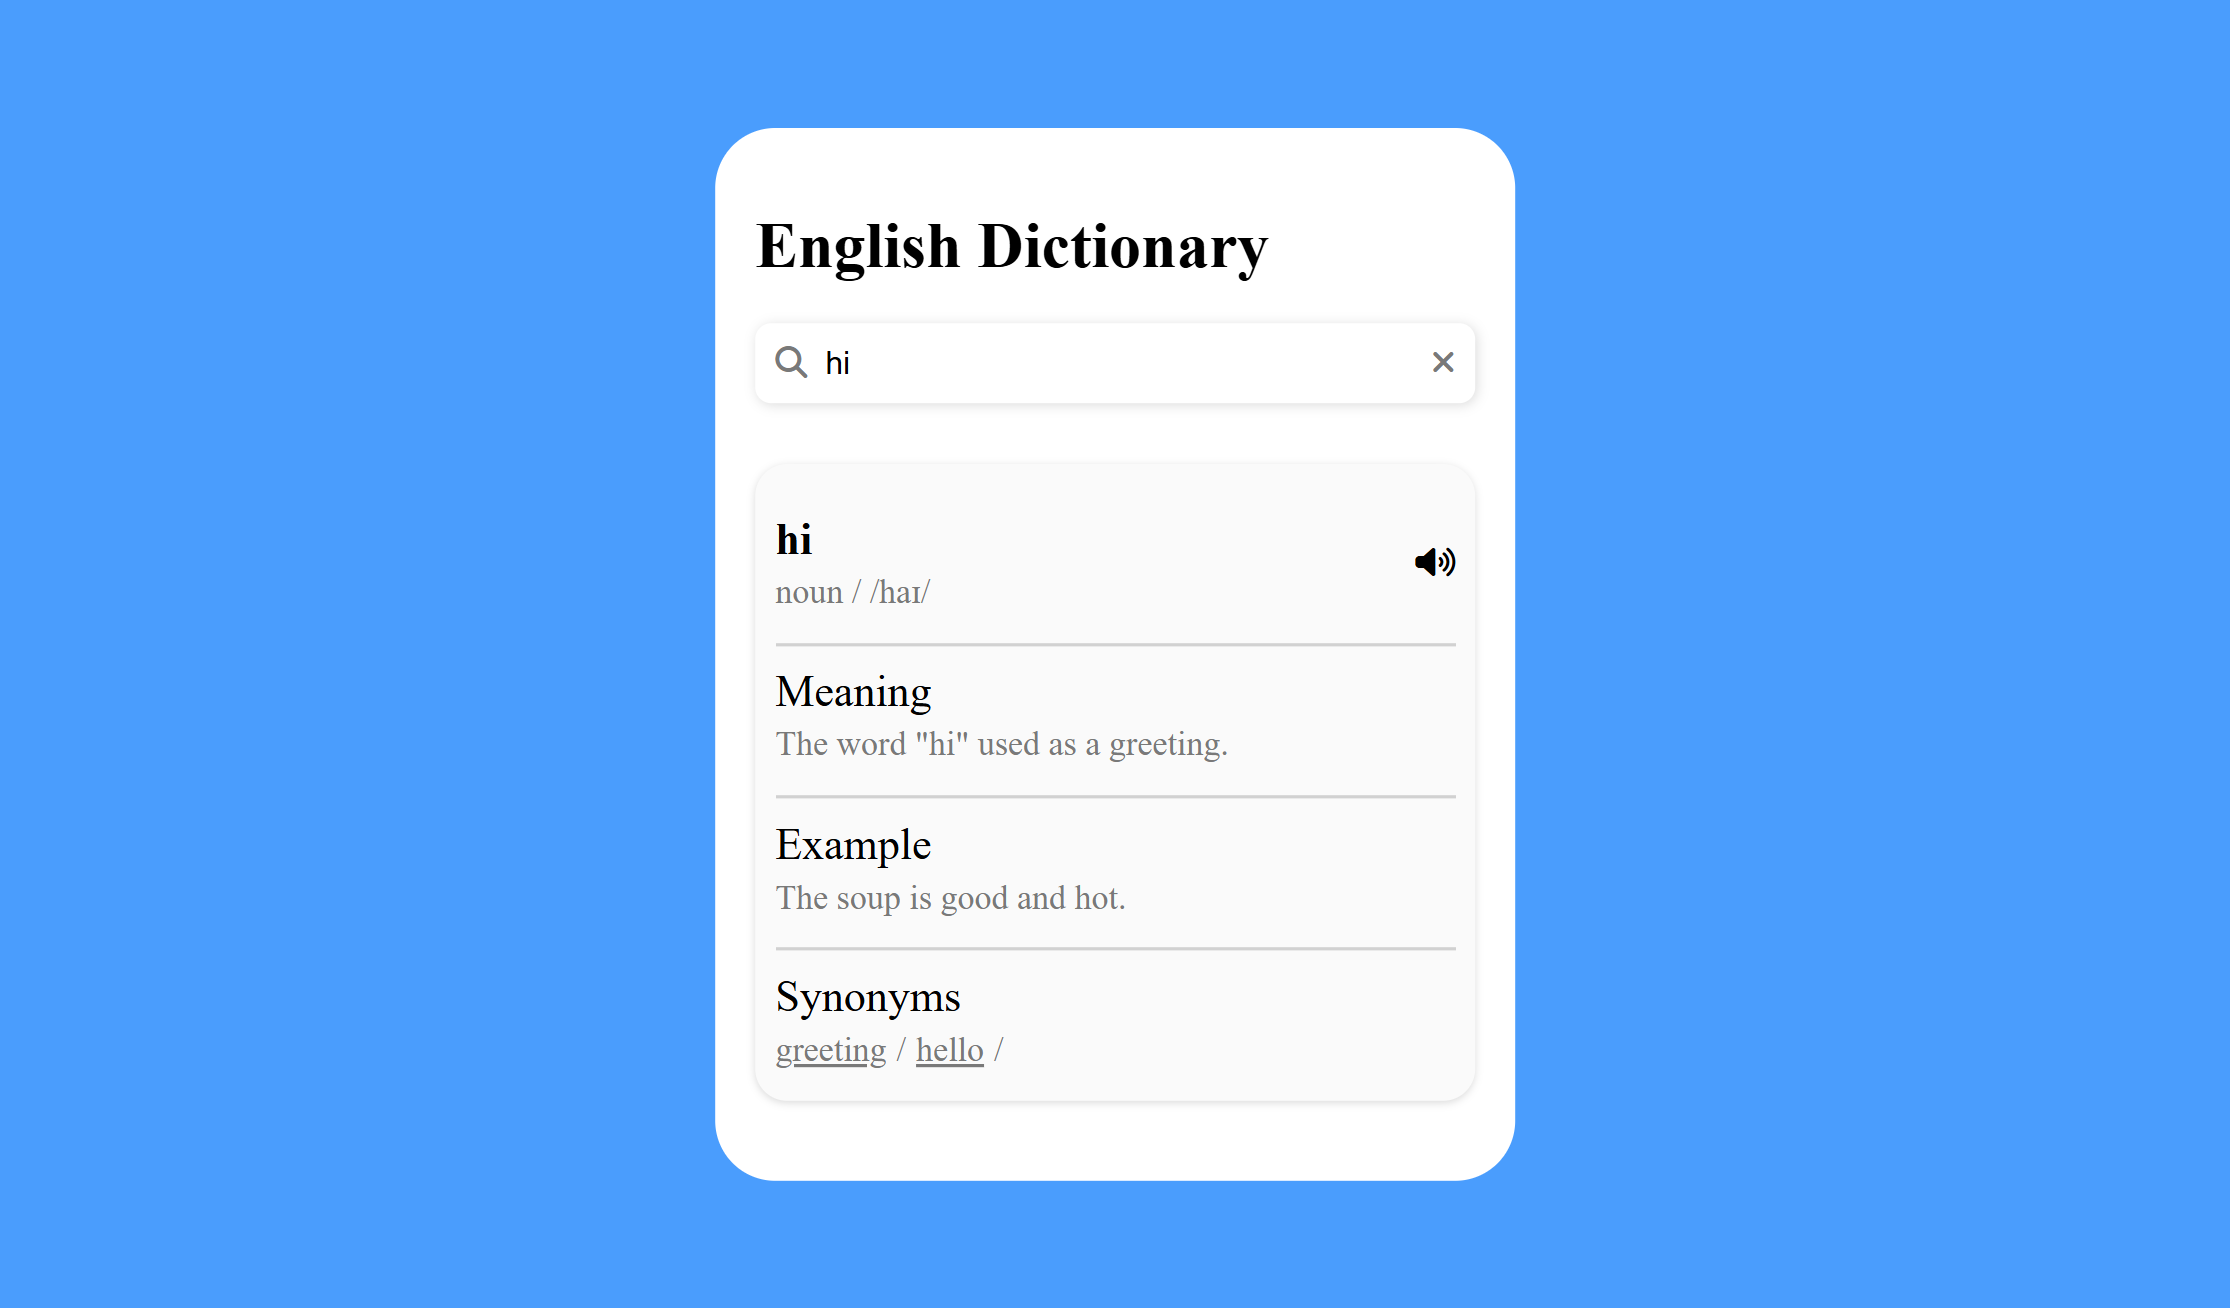 English Dictionary
hi
hi
noun / /haɪ/
Meaning
The word "hi" used as a greeting.
Example
The soup is good and hot.
Synonyms
greeting / hello /